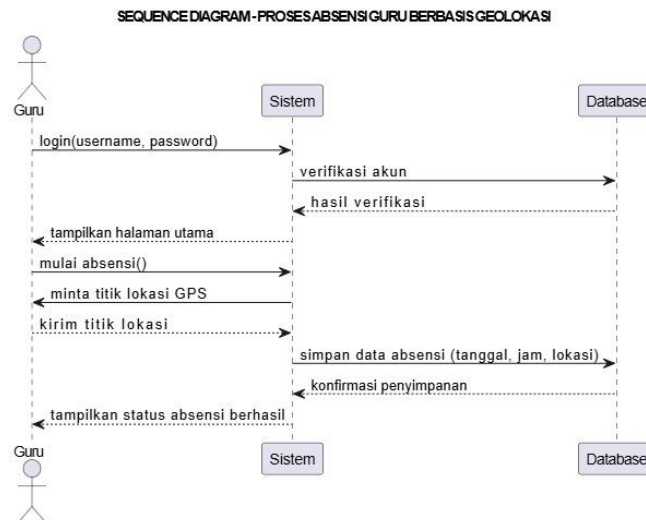 SEQUENCE DIAGRAM - PROSES ABSENSI GURU BERBASIS GEOLOKASI
Guru
Sistem
Database
login(username, password)
verifikasi akun
hasil verifikasi
tampilkan halaman utama
mulai absensi()
minta titik lokasi GPS
kirim titik lokasi
simpan data absensi (tanggal, jam, lokasi)
konfirmasi penyimpanan
tampilkan status absensi berhasil
Guru
Sistem
Database